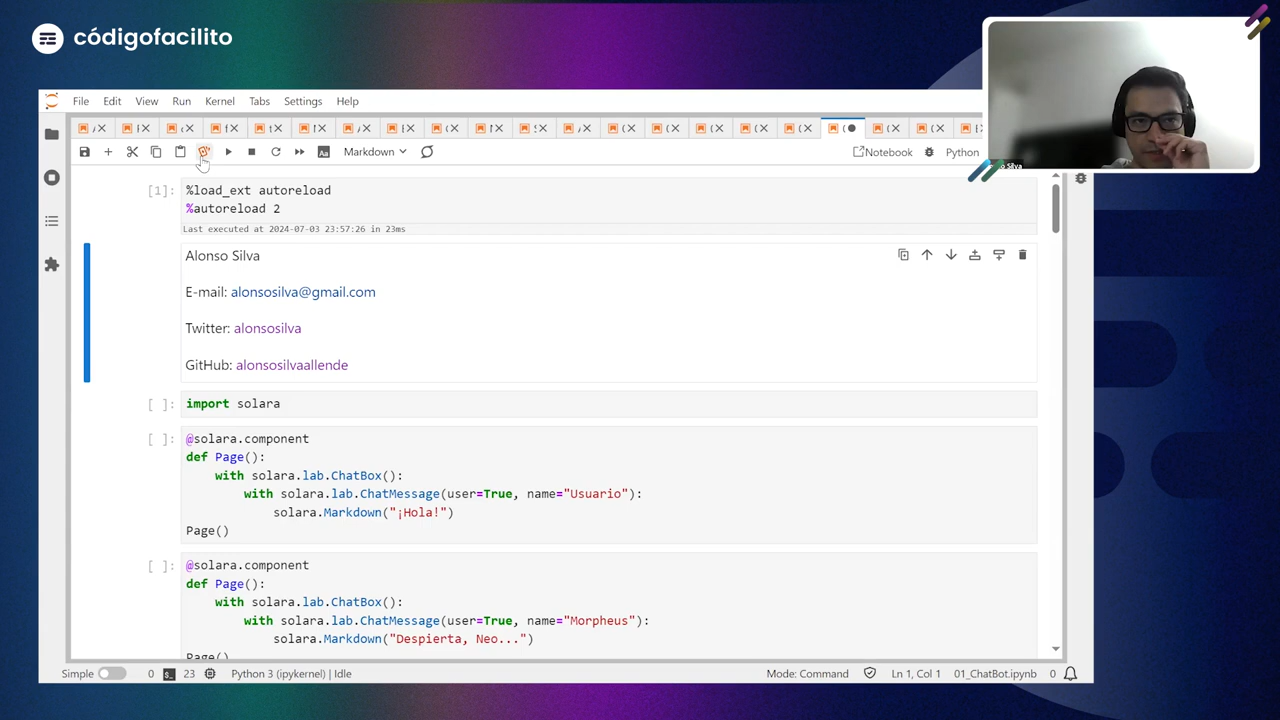 códigofacilito
File Edit View Run Kernel Tabs Settings Help
Markdown Notebook Python
[1]: %load_ext autoreload
%autoreload 2
Last executed at 2024-07-03 23:57:26 in 23ms
Alonso Silva
E-mail: alonsosilva@gmail.com
Twitter: alonsosilva
GitHub: alonsosilvaallende
[ ]: import solara
[ ]: @solara.component
def Page():
with solara.lab.ChatBox():
with solara.lab.ChatMessage(user=True, name="Usuario"):
solara.Markdown("¡Hola!")
Page()
[ ]: @solara.component
def Page():
with solara.lab.ChatBox():
with solara.lab.ChatMessage(user=True, name="Morpheus"):
solara.Markdown("Despierta, Neo...")
Page()
Simple 0 23 Python 3 (ipykernel) | Idle Mode: Command Ln 1, Col 1 01_ChatBot.ipynb 0